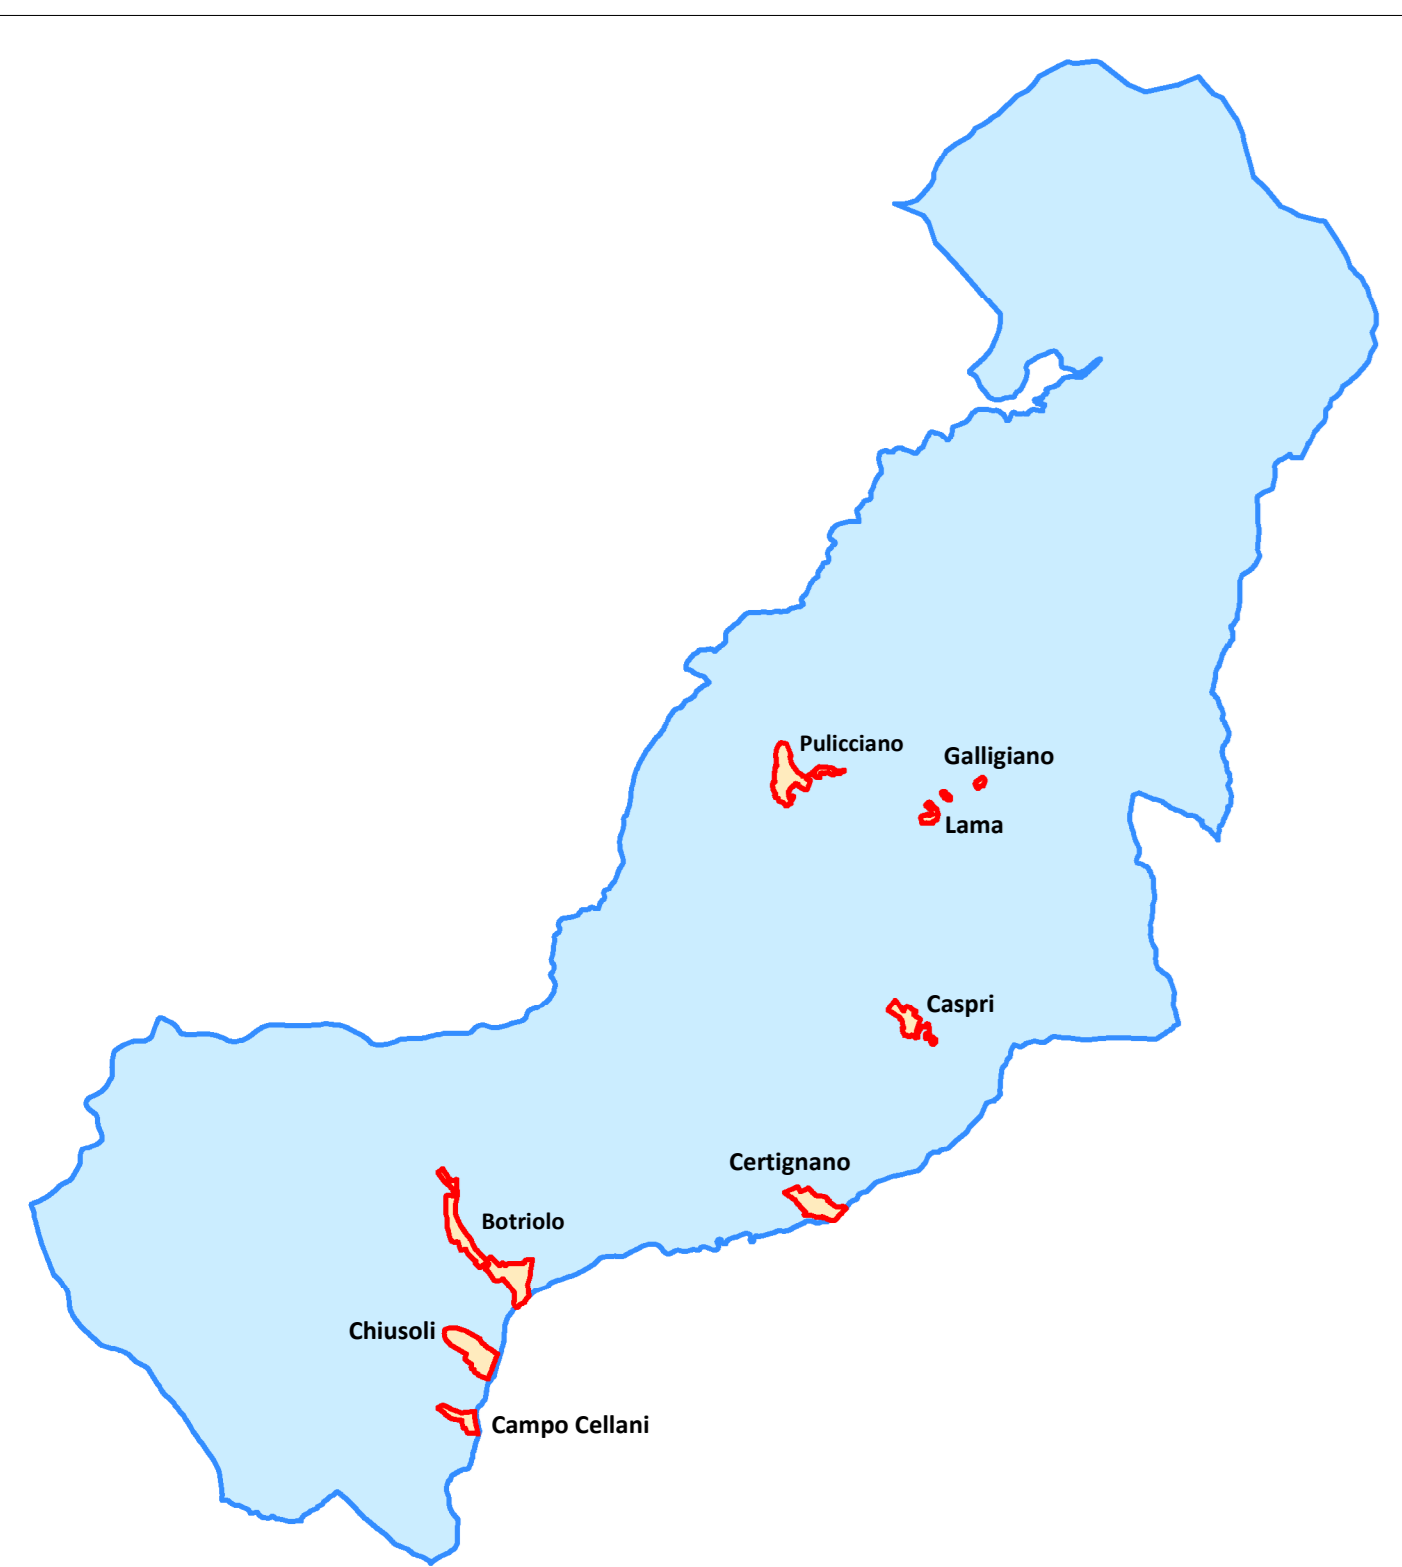 Pulicciano
Galligiano
Lama
Caspri
Certignano
Botriolo
Chiusoli
Campo Cellani